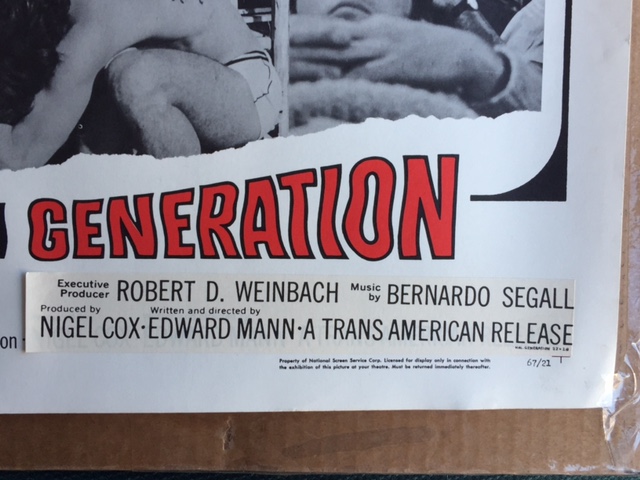 GENERATION
Executive Producer ROBERT D. WEINBACH Music by BERNARDO SEGALL
Produced by Written and directed by
NIGEL COX·EDWARD MANN·A TRANS AMERICAN RELEASE
on
Property of National Screen Service Corp. Licensed for display only in connection with
the exhibition of this picture at your theatre. Must be returned immediately thereafter.
67/21